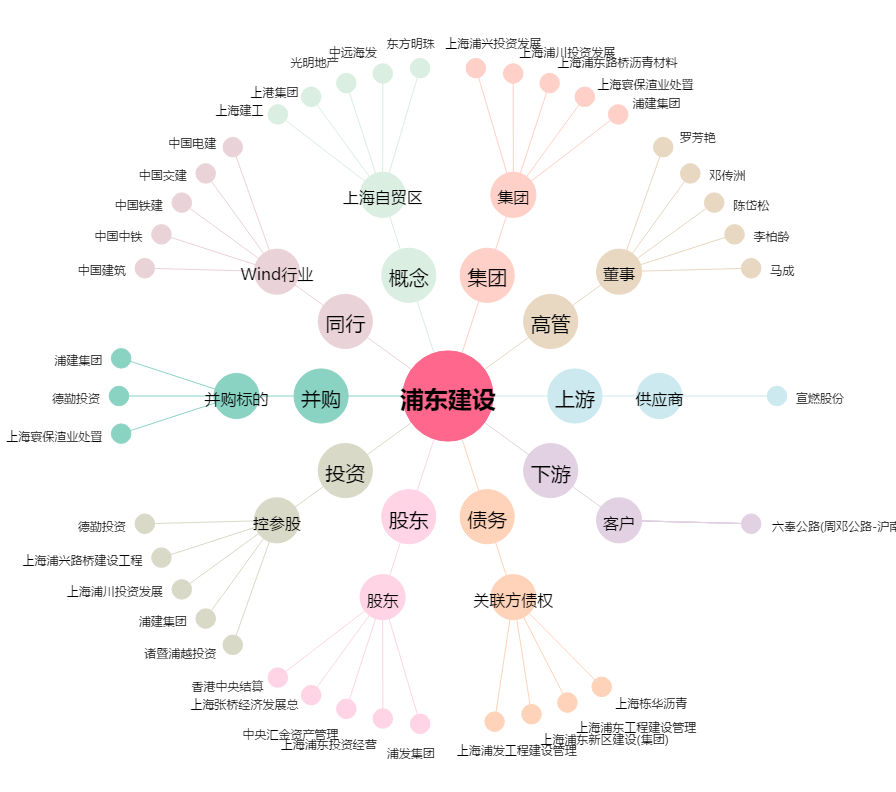 东方明珠
中远海发
光明地产
上港集团
上海建工
上海自贸区
概念
上海浦兴投资发展
上海浦川投资发展
上海浦东路桥沥青材料
上海寰保渣业处置
浦建集团
集团
集团
罗芳艳
邓传洲
陈岱松
李柏龄
马成
董事
高管
中国电建
中国交建
中国铁建
中国中铁
中国建筑
Wind行业
同行
浦建集团
德勤投资
上海寰保渣业处置
并购标的
并购
浦东建设
上游
供应商
宣燃股份
下游
客户
六奉公路(周邓公路-沪南
投资
控参股
德勤投资
上海浦兴路桥建设工程
上海浦川投资发展
浦建集团
诸暨浦越投资
股东
股东
香港中央结算
上海张桥经济发展总
中央汇金资产管理
上海浦东投资经营
浦发集团
债务
关联方债权
上海栋华沥青
上海浦东工程建设管理
上海浦东新区建设(集团)
上海浦发工程建设管理